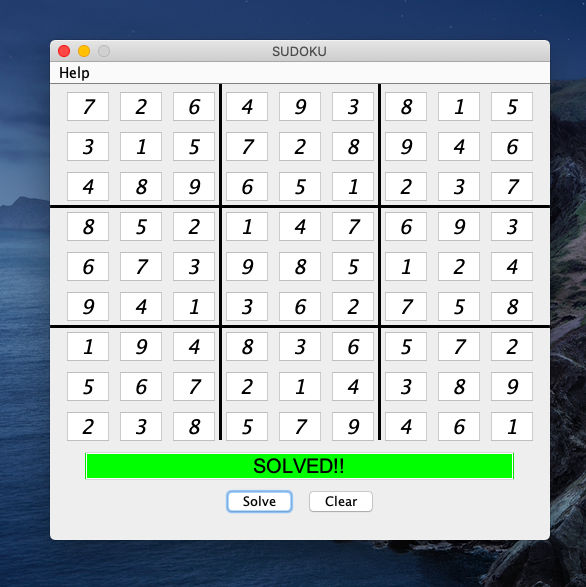 SUDOKU
Help
7 2 6 4 9 3 8 1 5
3 1 5 7 2 8 9 4 6
4 8 9 6 5 1 2 3 7
8 5 2 1 4 7 6 9 3
6 7 3 9 8 5 1 2 4
9 4 1 3 6 2 7 5 8
1 9 4 8 3 6 5 7 2
5 6 7 2 1 4 3 8 9
2 3 8 5 7 9 4 6 1
SOLVED!!
Solve Clear